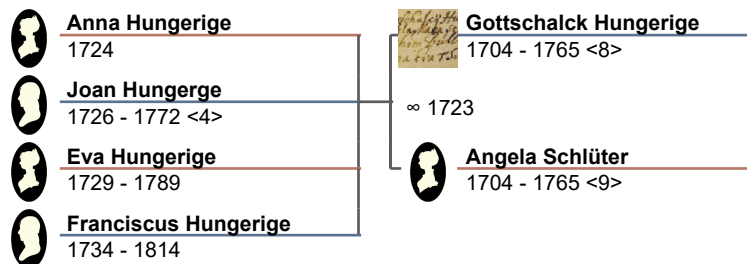 Anna Hungerige
1724
Joan Hungerge
1726 - 1772 <4>
Eva Hungerige
1729 - 1789
Franciscus Hungerige
1734 - 1814
Gottschalck Hungerige
1704 - 1765 <8>
∞ 1723
Angela Schlüter
1704 - 1765 <9>